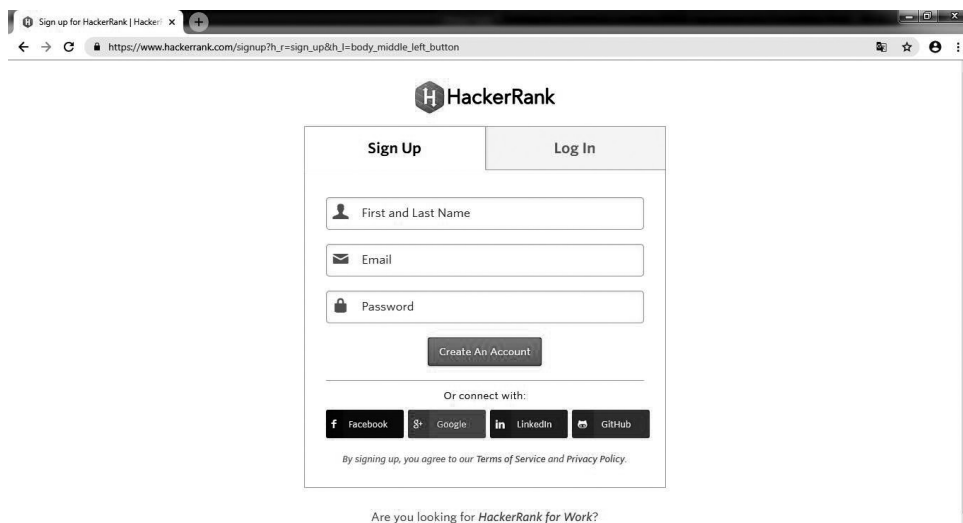 Sign up for HackerRank | Hacker
https://www.hackerrank.com/signup?h_r=sign_up&h_l=body_middle_left_button
HackerRank
Sign Up Log In
First and Last Name
Email
Password
Create An Account
Or connect with:
f Facebook 8+ Google in LinkedIn GitHub
By signing up, you agree to our Terms of Service and Privacy Policy.
Are you looking for HackerRank for Work?